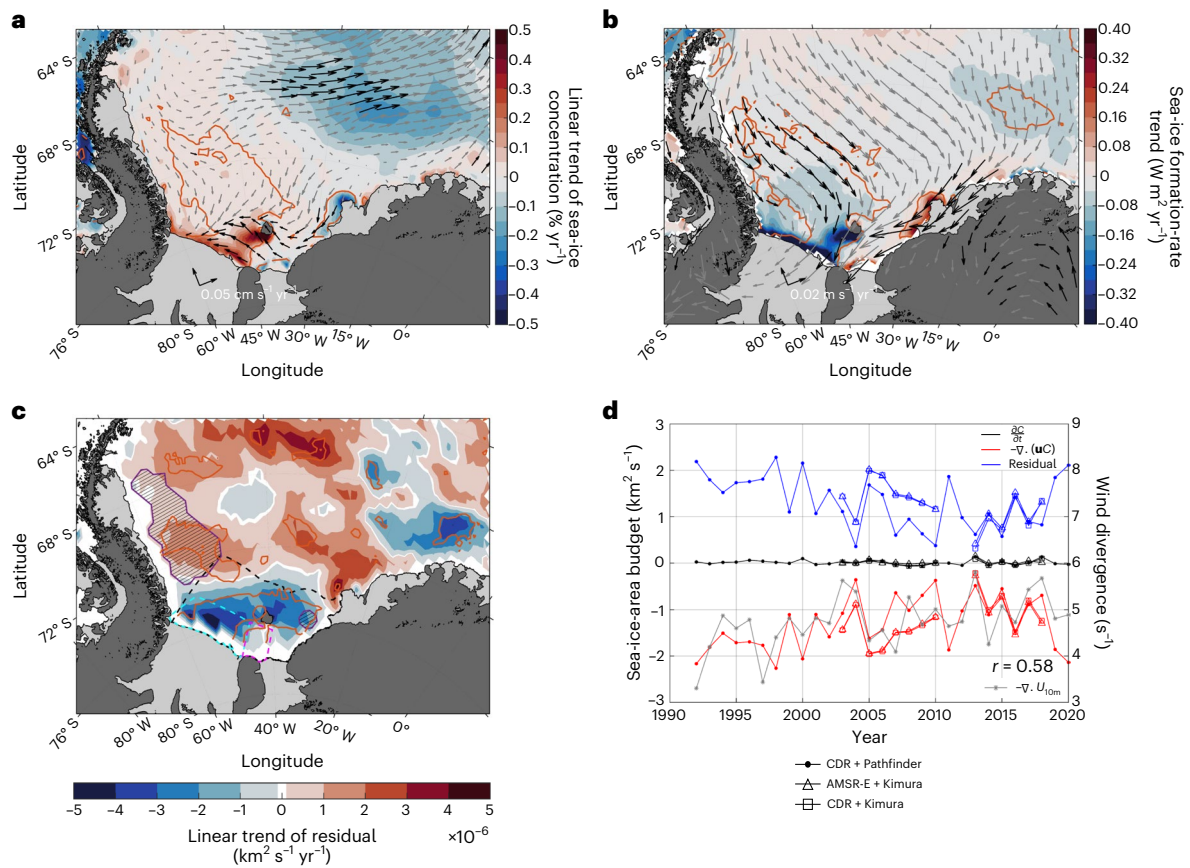 a
64° S
68° S
72° S
76° S
80° S
60° W
45° W
30° W
15° W
0°
Latitude
Longitude
0.05 cm s⁻¹ yr⁻¹
0.5
0.4
0.3
0.2
0.1
0
−0.1
−0.2
−0.3
−0.4
−0.5
Linear trend of sea-ice
concentration (% yr⁻¹)
b
64° S
68° S
72° S
76° S
80° S
60° W
45° W
30° W
15° W
0°
Latitude
Longitude
0.02 m s⁻¹ yr⁻¹
0.40
0.32
0.24
0.16
0.08
0
−0.08
−0.16
−0.24
−0.32
−0.40
Sea-ice formation-rate
trend (W m⁻² yr⁻¹)
c
64° S
68° S
72° S
76° S
80° W
80° S
60° W
40° W
20° W
0°
Latitude
Longitude
−5 −4 −3 −2 −1 0 1 2 3 4 5
Linear trend of residual
(km² s⁻¹ yr⁻¹)
×10⁻⁶
d
3
2
1
0
−1
−2
−3
Sea-ice-area budget (km² s⁻¹)
9
8
7
6
5
4
3
Wind divergence (s⁻¹)
∂C/∂t
−∇. (uC)
Residual
r = 0.58
−∇. U₁₀ₘ
1990 1995 2000 2005 2010 2015 2020
Year
CDR + Pathfinder
AMSR-E + Kimura
CDR + Kimura